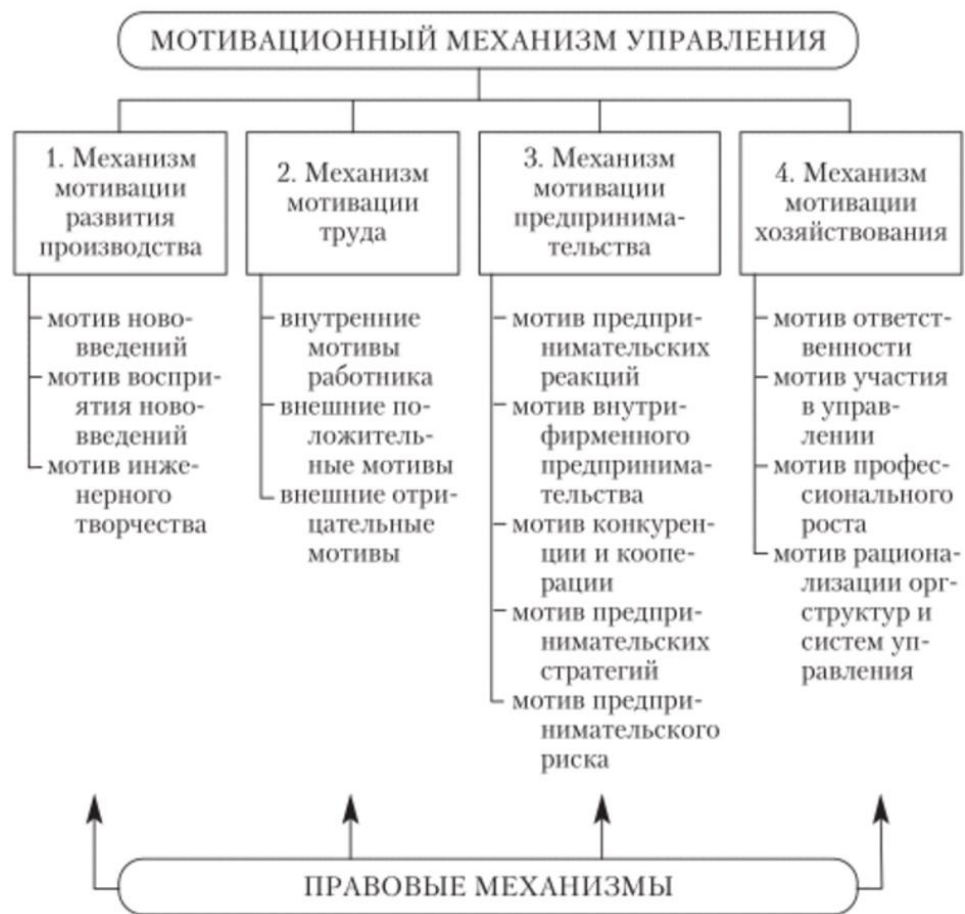 МОТИВАЦИОННЫЙ МЕХАНИЗМ УПРАВЛЕНИЯ
1. Механизм
мотивации
развития
производства
мотив ново-
введений
мотив воспри-
ятия ново-
введений
мотив инже-
нерного
творчества
2. Механизм
мотивации
труда
внутренние
мотивы
работника
внешние по-
ложитель-
ные мотивы
внешние отри-
цательные
мотивы
3. Механизм
мотивации
предпринима-
тельства
мотив предпри-
нимательских
реакций
мотив внутри-
фирменного
предпринима-
тельства
мотив конкурен-
ции и коопе-
рации
мотив предпри-
нимательских
стратегий
мотив предпри-
нимательского
риска
4. Механизм
мотивации
хозяйствования
мотив ответст-
венности
мотив участия
в управ-
лении
мотив профес-
сионального
роста
мотив рационал-
лизации орг-
структур и
систем уп-
равления
ПРАВОВЫЕ МЕХАНИЗМЫ